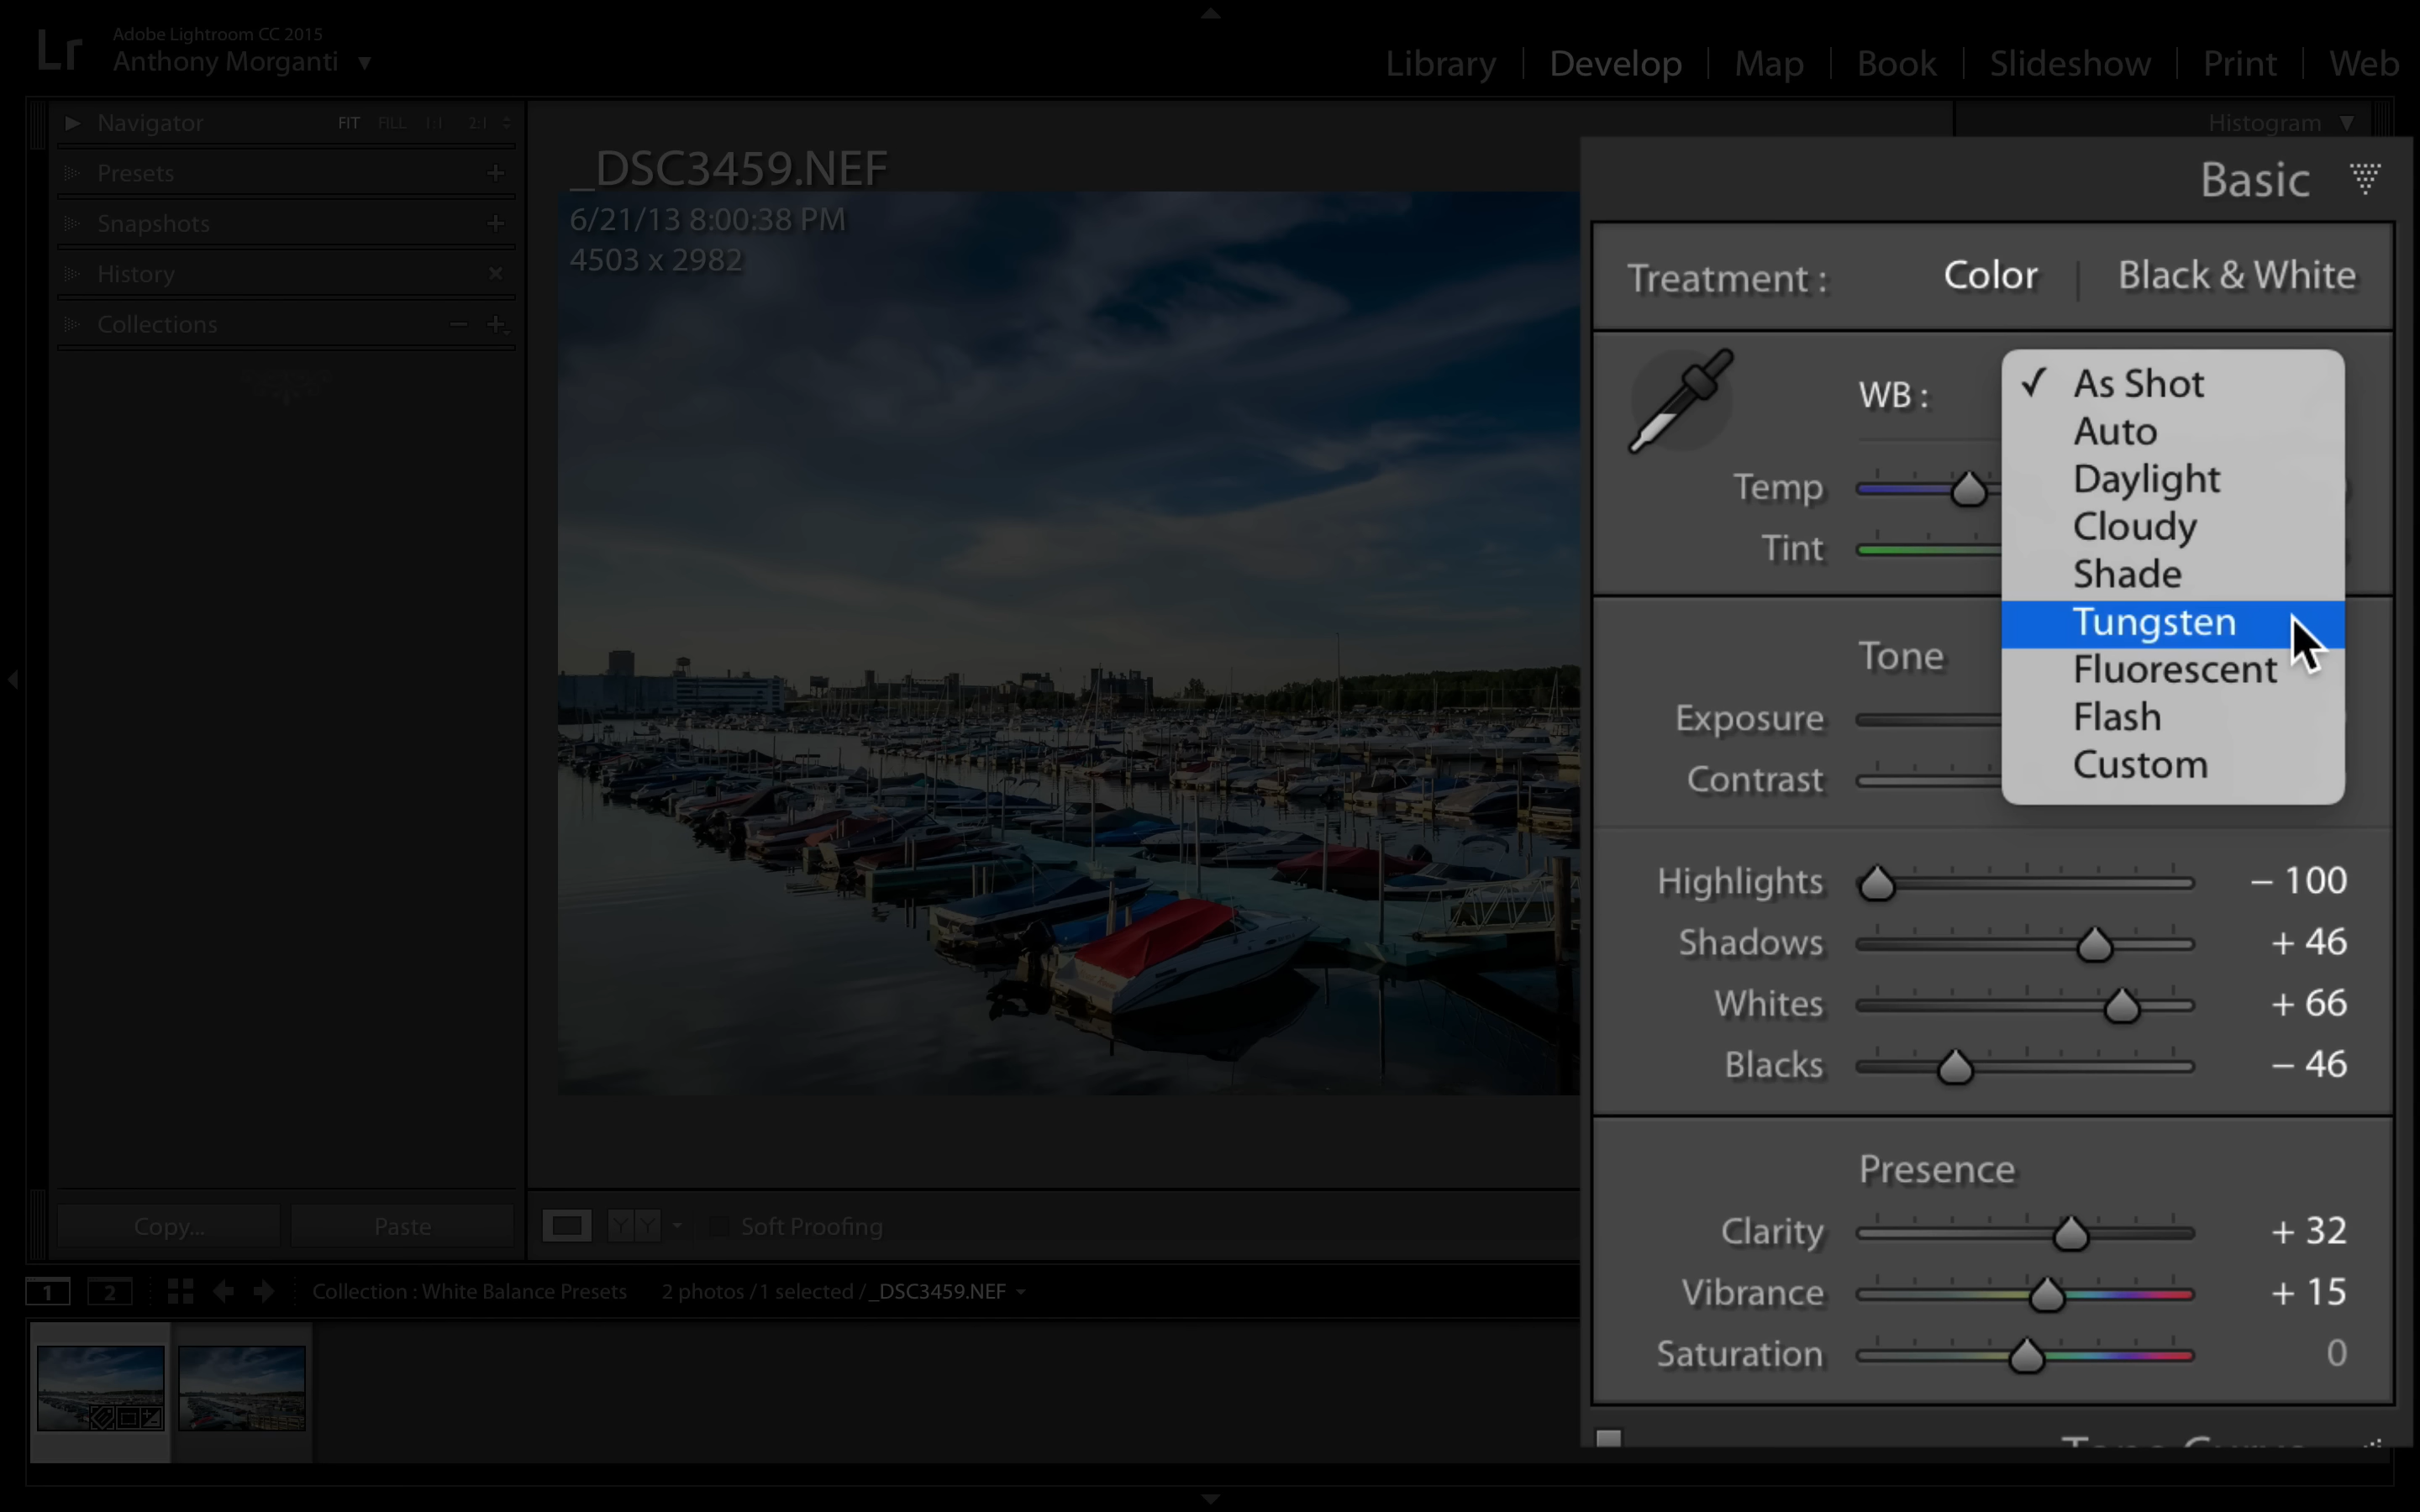 Lr
Adobe Lightroom CC 2015
Anthony Morganti
Library | Develop | Map | Book | Slideshow | Print | Web
Navigator FIT FILL 1:1 2:1
Presets
Snapshots
History
Collections
_DSC3459.NEF
6/21/13 8:00:38 PM
4503 x 2982
Histogram
Basic
Treatment : Color | Black & White
WB :
✓ As Shot
Auto
Daylight
Cloudy
Shade
Tungsten
Fluorescent
Flash
Custom
Temp
Tint
Tone
Exposure
Contrast
Highlights – 100
Shadows + 46
Whites + 66
Blacks – 46
Presence
Clarity + 32
Vibrance + 15
Saturation 0
Copy... Paste
Y Y Soft Proofing
1 2 Collection : White Balance Presets 2 photos / 1 selected / _DSC3459.NEF